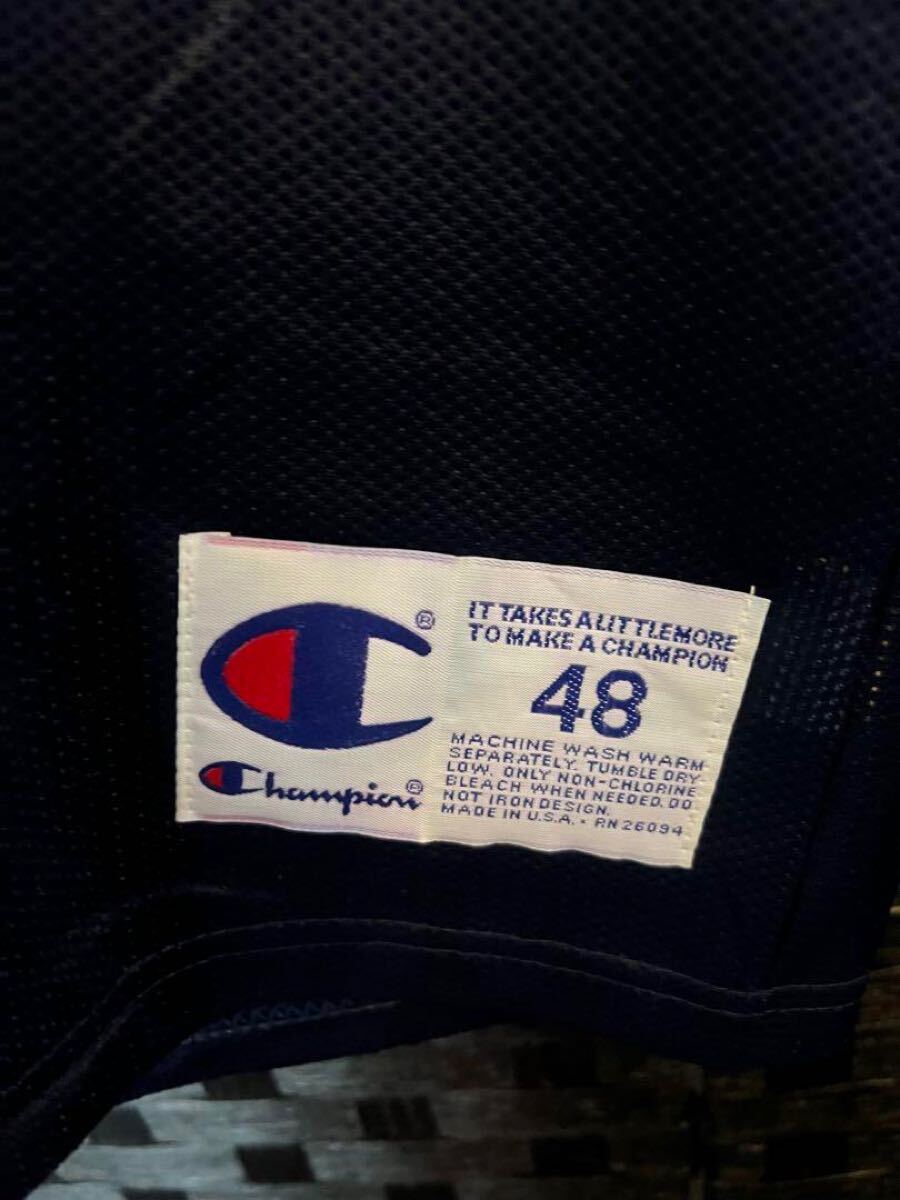 ®
Champion®
IT TAKES A LITTLE MORE
TO MAKE A CHAMPION
48
MACHINE WASH WARM
SEPARATELY. TUMBLE DRY
LOW. ONLY NON-CHLORINE
BLEACH WHEN NEEDED. DO
NOT IRON DESIGN.
MADE IN U.S.A. • RN 26094